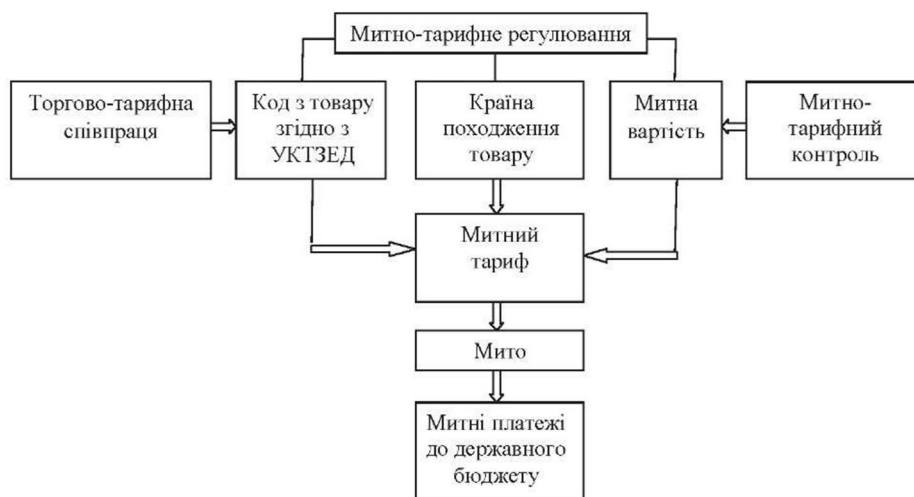 Митно-тарифне регулювання
Торгово-тарифна
співпраця
Код з товару
згідно з
УКТЗЕД
Країна
походження
товару
Митна
вартість
Митно-
тарифний
контроль
Митний
тариф
Мито
Митні платежі
до державного
бюджету